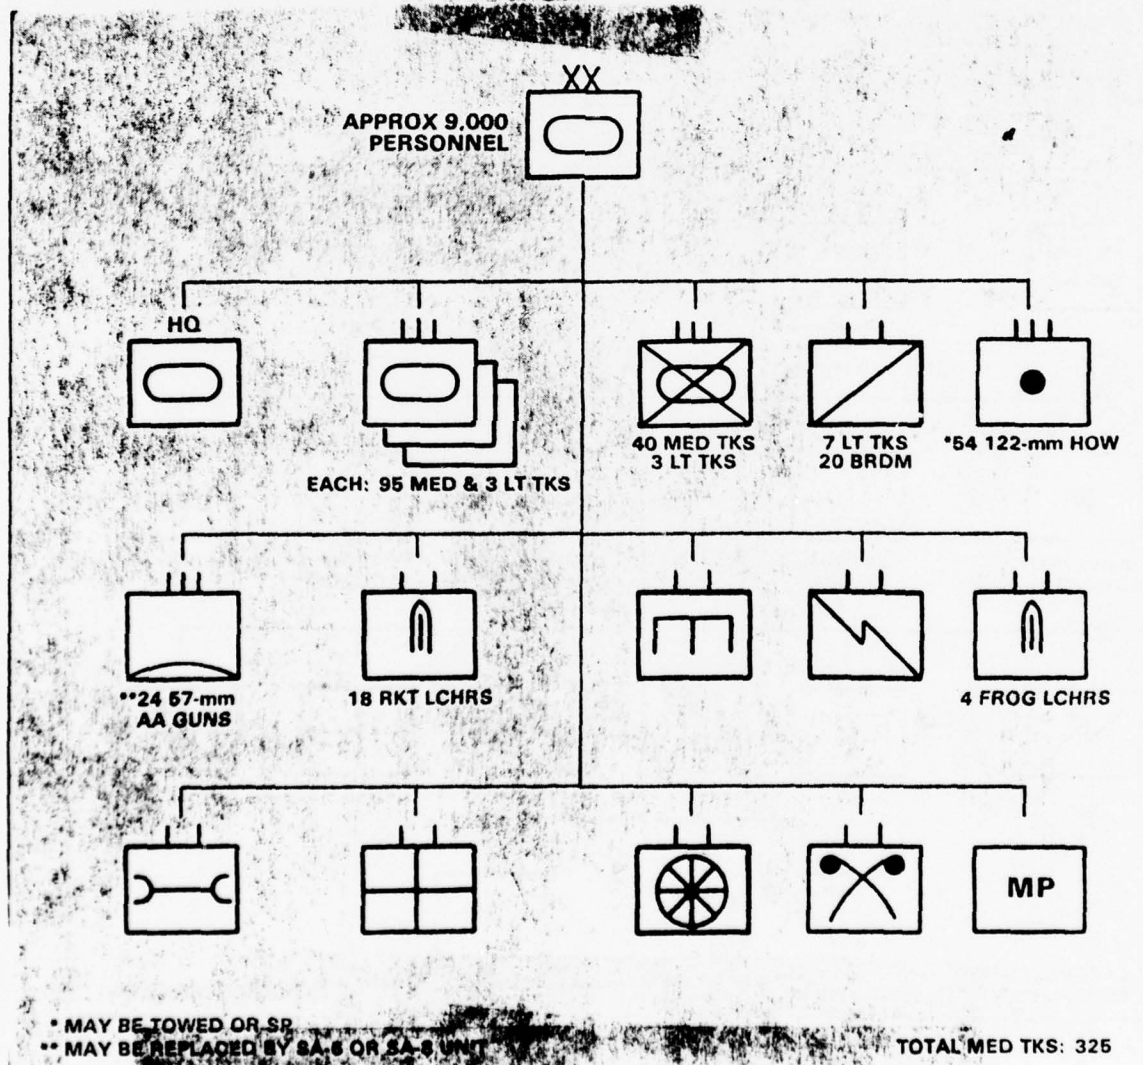 XX
APPROX 9,000
PERSONNEL
HQ
40 MED TKS
3 LT TKS
7 LT TKS
20 BRDM
*54 122-mm HOW
EACH: 95 MED & 3 LT TKS
**24 57-mm
AA GUNS
18 RKT LCHRS
4 FROG LCHRS
MP
* MAY BE TOWED OR SP
** MAY BE REPLACED BY SA-6 OR SA-8 UNIT
TOTAL MED TKS: 325